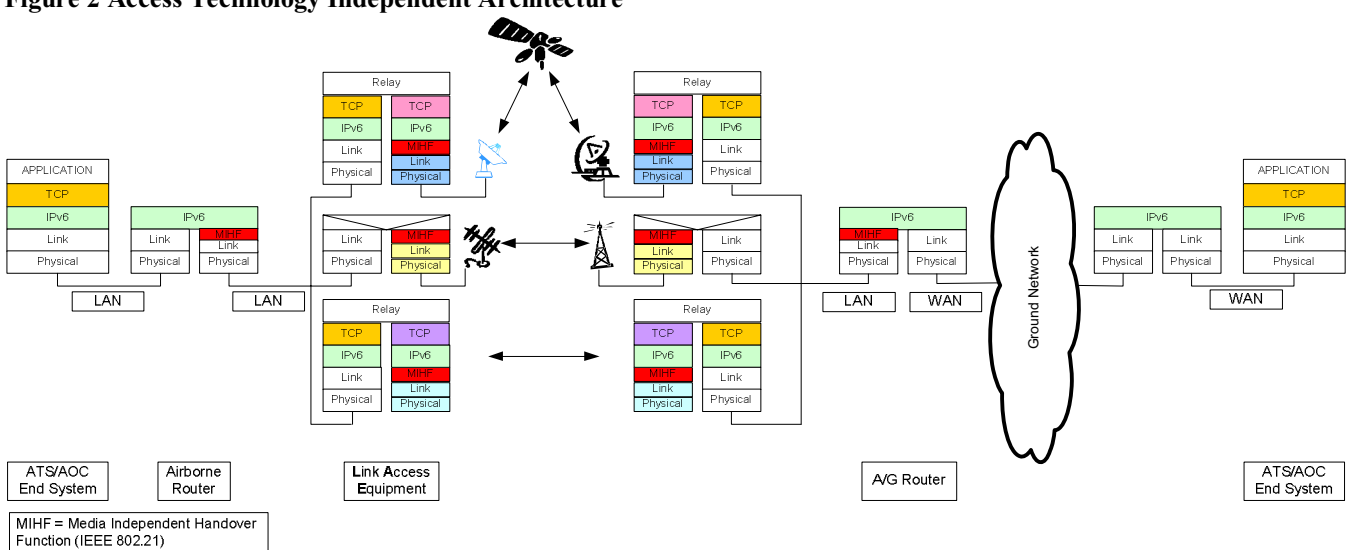 Figure 2 Access Technology Independent Architecture
Relay
TCP
TCP
IPv6
IPv6
Link
MIHF
Link
Physical
Physical
Relay
TCP
TCP
IPv6
IPv6
MIHF
Link
Link
Physical
Physical
APPLICATION
TCP
IPv6
Link
Physical
IPv6
Link
MIHF
Link
Physical
Physical
LAN
LAN
Link
MIHF
Link
Physical
Physical
MIHF
Link
Link
Physical
Physical
Relay
TCP
TCP
IPv6
IPv6
Link
MIHF
Link
Physical
Physical
Relay
TCP
TCP
IPv6
IPv6
MIHF
Link
Link
Physical
Physical
IPv6
MIHF
Link
Link
Physical
Physical
LAN
WAN
Ground Network
IPv6
Link
Link
Physical
Physical
WAN
APPLICATION
TCP
IPv6
Link
Physical
ATS/AOC
End System
Airborne
Router
Link Access
Equipment
A/G Router
ATS/AOC
End System
MIHF = Media Independent Handover
Function (IEEE 802.21)